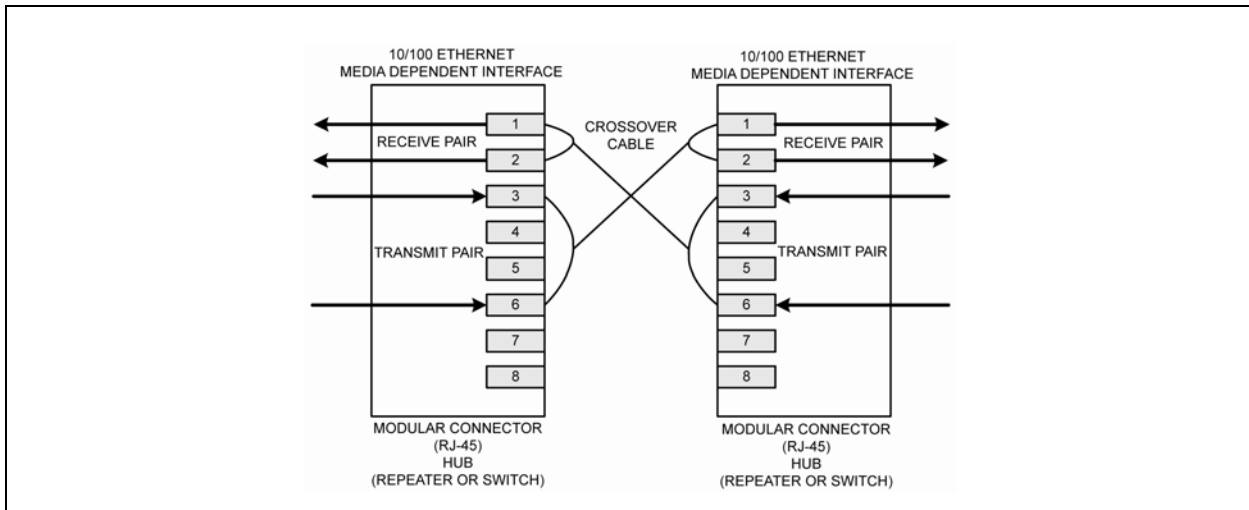 10/100 ETHERNET
MEDIA DEPENDENT INTERFACE
10/100 ETHERNET
MEDIA DEPENDENT INTERFACE
1
RECEIVE PAIR
2
3
4
TRANSMIT PAIR
5
6
7
8
CROSSOVER
CABLE
1
RECEIVE PAIR
2
3
4
TRANSMIT PAIR
5
6
7
8
MODULAR CONNECTOR
(RJ-45)
HUB
(REPEATER OR SWITCH)
MODULAR CONNECTOR
(RJ-45)
HUB
(REPEATER OR SWITCH)